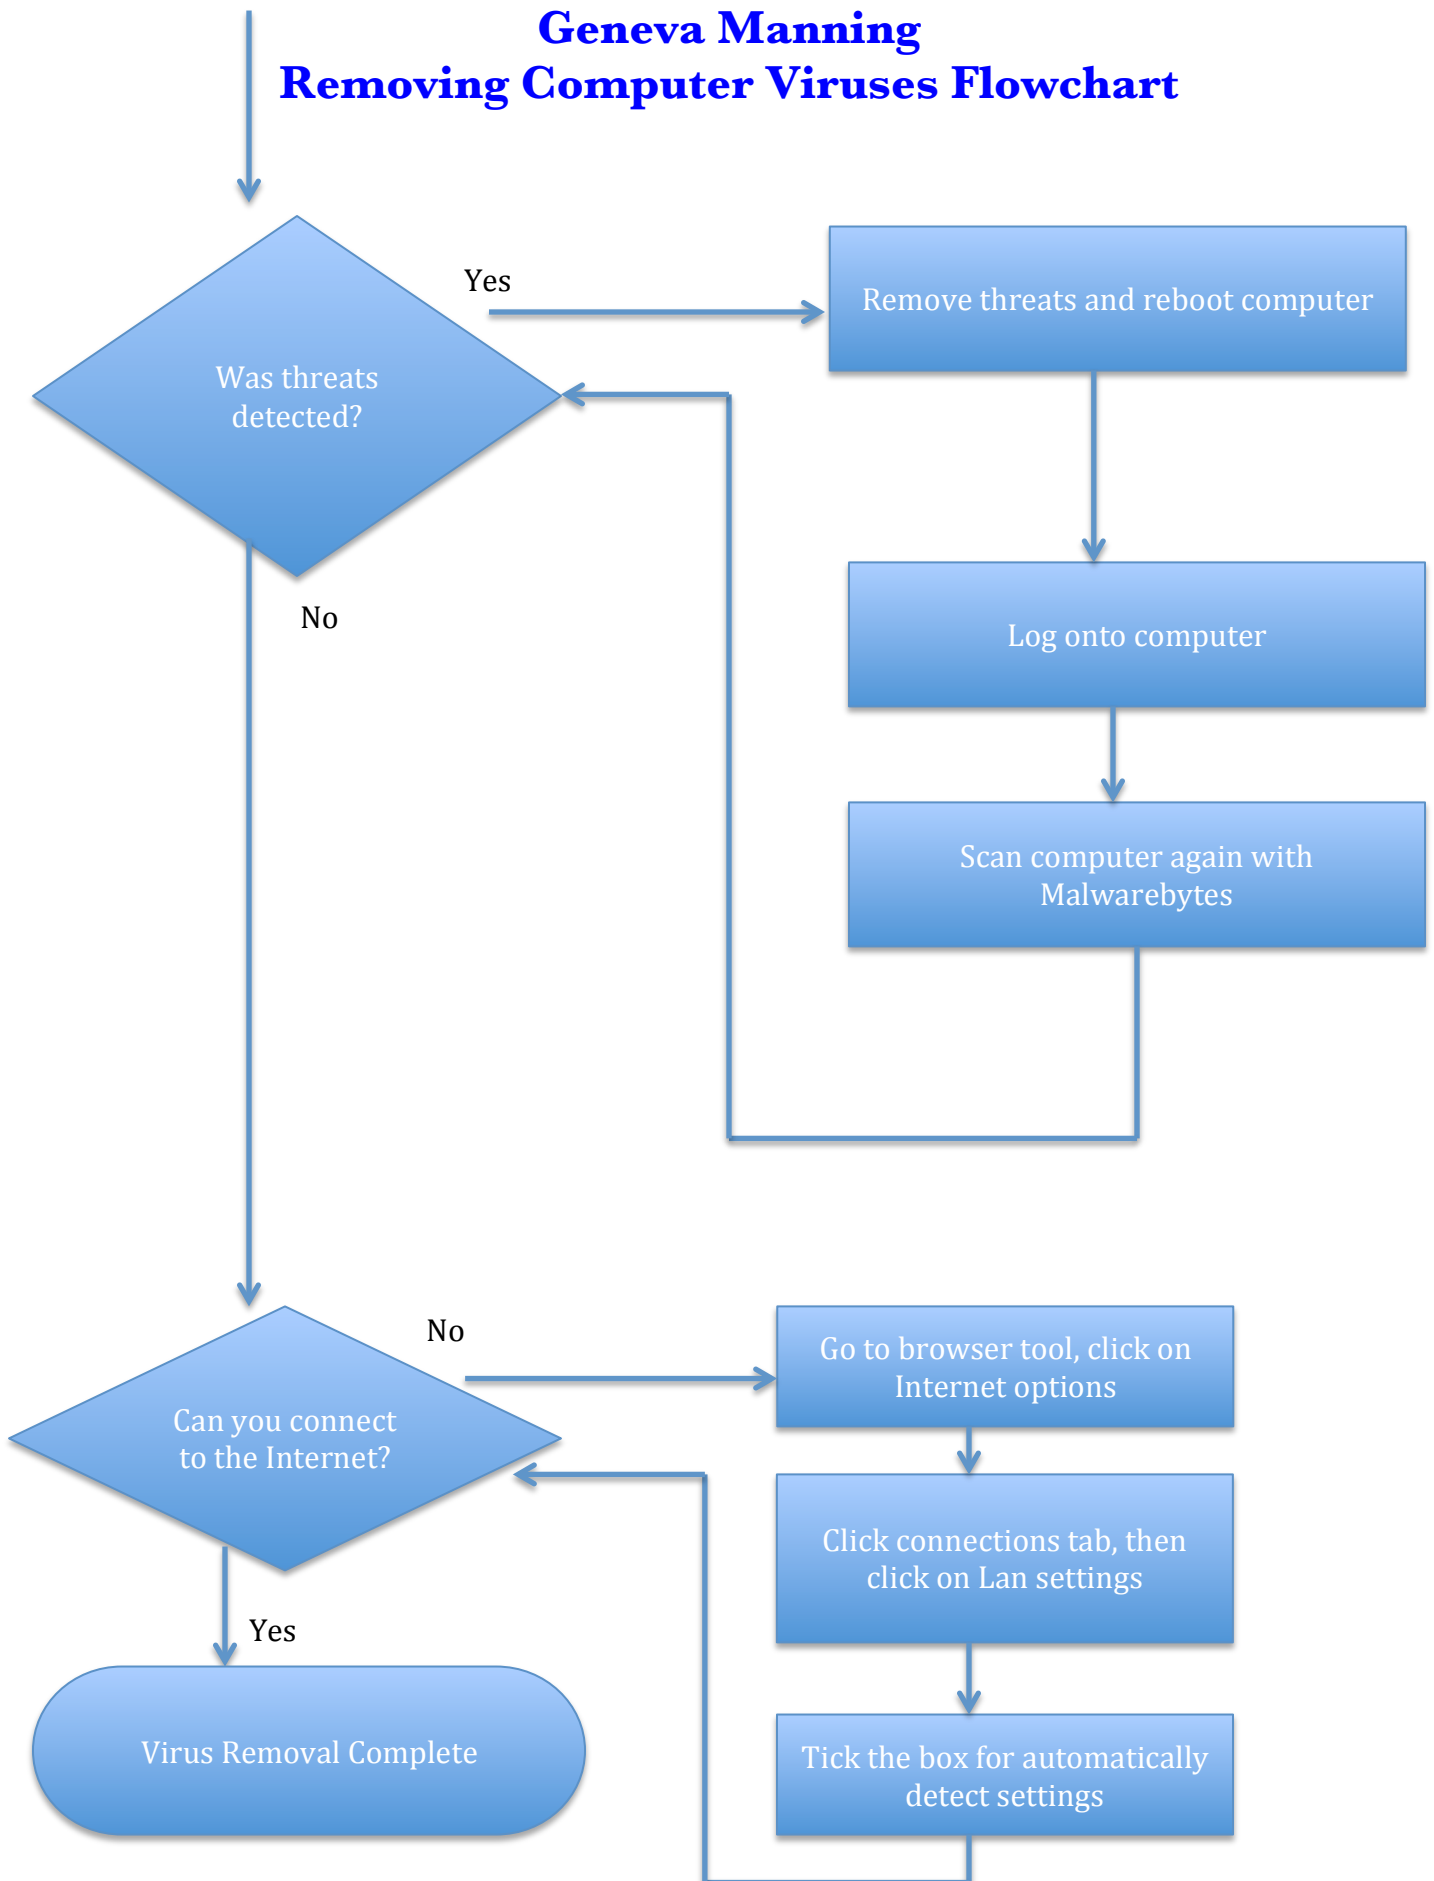 Geneva Manning
Removing Computer Viruses Flowchart
Yes
Remove threats and reboot computer
Was threats
detected?
No
Log onto computer
Scan computer again with
Malwarebytes
No
Go to browser tool, click on
Internet options
Can you connect
to the Internet?
Click connections tab, then
click on Lan settings
Yes
Virus Removal Complete
Tick the box for automatically
detect settings